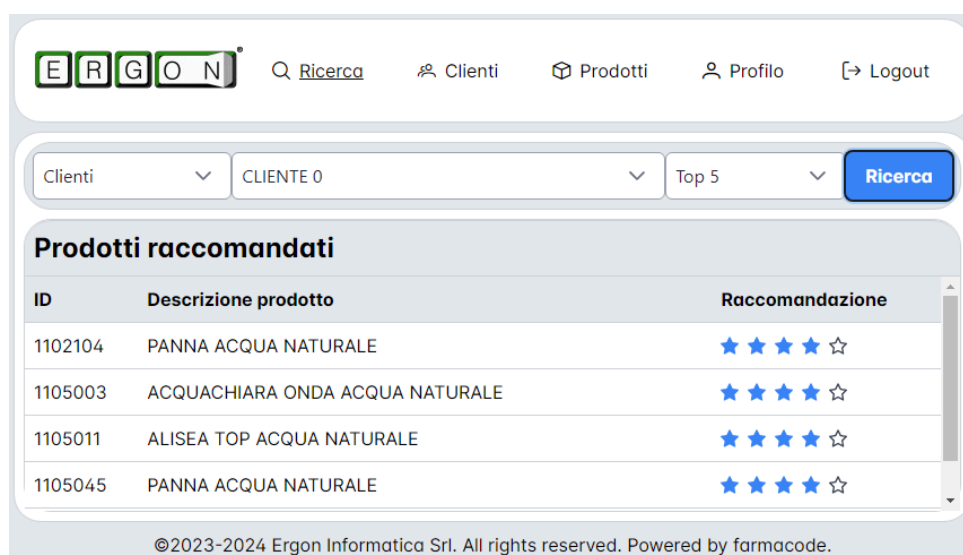 ERGON® Ricerca Clienti Prodotti Profilo Logout
Clienti CLIENTE 0 Top 5 Ricerca
Prodotti raccomandati
ID Descrizione prodotto Raccomandazione
1102104 PANNA ACQUA NATURALE
1105003 ACQUACHIARA ONDA ACQUA NATURALE
1105011 ALISEA TOP ACQUA NATURALE
1105045 PANNA ACQUA NATURALE
©2023-2024 Ergon Informatica Srl. All rights reserved. Powered by farmacode.